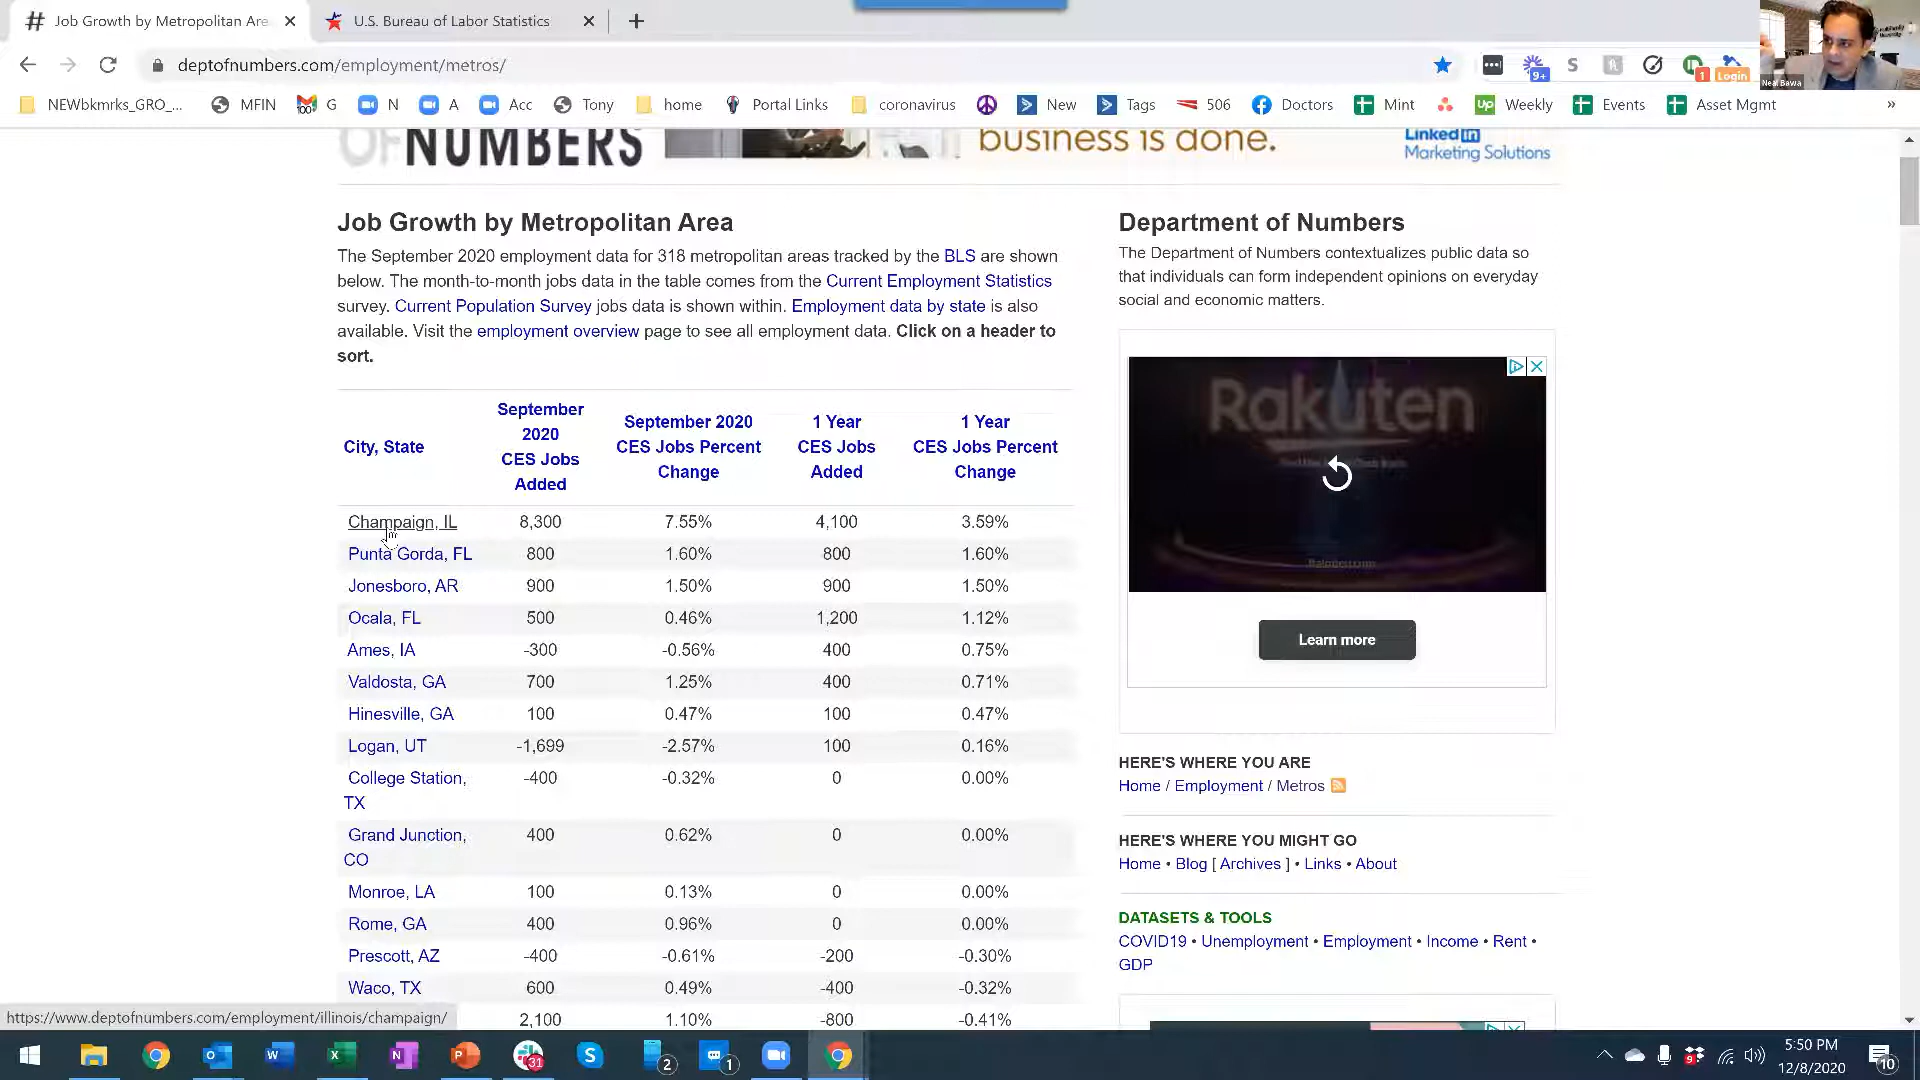 Job Growth by Metropolitan Are
U.S. Bureau of Labor Statistics
deptofnumbers.com/employment/metros/
9+
S
1
Login
Neal Bawa
NEWbkmrks_GRO_...
MFIN
G
N
A
Acc
Tony
home
Portal Links
coronavirus
New
Tags
506
Doctors
Mint
Up
Weekly
Events
Asset Mgmt
»
OF NUMBERS
business is done.
Linked in
Marketing Solutions
Job Growth by Metropolitan Area
The September 2020 employment data for 318 metropolitan areas tracked by the BLS are shown
below. The month-to-month jobs data in the table comes from the Current Employment Statistics
survey. Current Population Survey jobs data is shown within. Employment data by state is also
available. Visit the employment overview page to see all employment data. Click on a header to
sort.
City, State
September
2020
CES Jobs
Added
September 2020
CES Jobs Percent
Change
1 Year
CES Jobs
Added
1 Year
CES Jobs Percent
Change
Champaign, IL 8,300 7.55% 4,100 3.59%
Punta Gorda, FL 800 1.60% 800 1.60%
Jonesboro, AR 900 1.50% 900 1.50%
Ocala, FL 500 0.46% 1,200 1.12%
Ames, IA -300 -0.56% 400 0.75%
Valdosta, GA 700 1.25% 400 0.71%
Hinesville, GA 100 0.47% 100 0.47%
Logan, UT -1,699 -2.57% 100 0.16%
College Station, -400 -0.32% 0 0.00%
TX
Grand Junction, 400 0.62% 0 0.00%
CO
Monroe, LA 100 0.13% 0 0.00%
Rome, GA 400 0.96% 0 0.00%
Prescott, AZ -400 -0.61% -200 -0.30%
Waco, TX 600 0.49% -400 -0.32%
2,100 1.10% -800 -0.41%
Department of Numbers
The Department of Numbers contextualizes public data so
that individuals can form independent opinions on everyday
social and economic matters.
Rakuten
Rakuten.com
Learn more
HERE'S WHERE YOU ARE
Home / Employment / Metros
HERE'S WHERE YOU MIGHT GO
Home • Blog [ Archives ] • Links • About
DATASETS & TOOLS
COVID19 • Unemployment • Employment • Income • Rent •
GDP
https://www.deptofnumbers.com/employment/illinois/champaign/
31
2
1
9
5:50 PM
12/8/2020
10